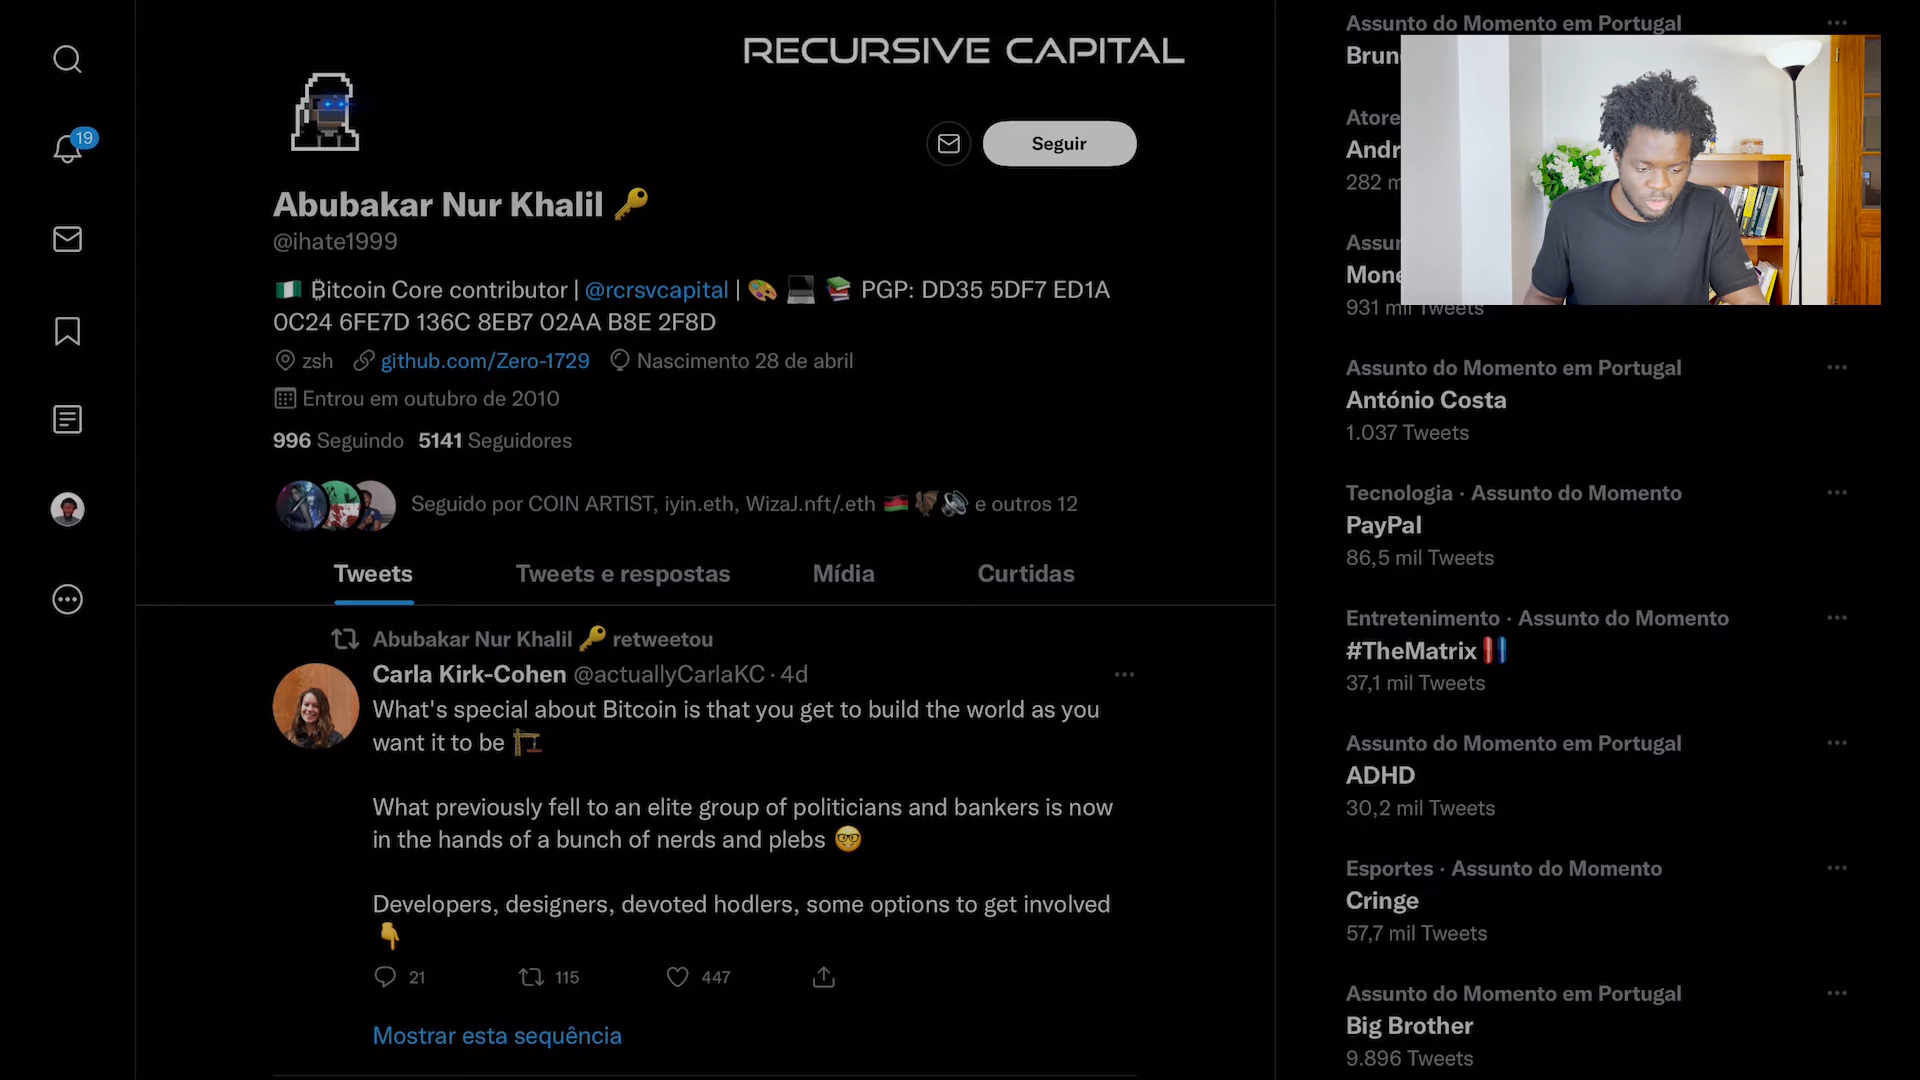 19
RECURSIVE CAPITAL
Seguir
Abubakar Nur Khalil 🔑
@ihate1999
🇳🇬 ₿itcoin Core contributor | @rcrsvcapital | 🎨 💻 📚 PGP: DD35 5DF7 ED1A
0C24 6FE7D 136C 8EB7 02AA B8E 2F8D
zsh github.com/Zero-1729 Nascimento 28 de abril
Entrou em outubro de 2010
996 Seguindo 5141 Seguidores
Seguido por COIN ARTIST, iyin.eth, WizaJ.nft/.eth 🇲🇼🦇🔊 e outros 12
Tweets Tweets e respostas Mídia Curtidas
Abubakar Nur Khalil 🔑 retweetou
Carla Kirk-Cohen @actuallyCarlaKC · 4d
What's special about Bitcoin is that you get to build the world as you
want it to be 🏗️
What previously fell to an elite group of politicians and bankers is now
in the hands of a bunch of nerds and plebs 🤓
Developers, designers, devoted hodlers, some options to get involved
👇
21 115 447
Mostrar esta sequência
Assunto do Momento em Portugal
Brun
Atore
Andr
282 m
Assur
Mone
931 mil Tweets
Assunto do Momento em Portugal
António Costa
1.037 Tweets
Tecnologia · Assunto do Momento
PayPal
86,5 mil Tweets
Entretenimento · Assunto do Momento
#TheMatrix
37,1 mil Tweets
Assunto do Momento em Portugal
ADHD
30,2 mil Tweets
Esportes · Assunto do Momento
Cringe
57,7 mil Tweets
Assunto do Momento em Portugal
Big Brother
9.896 Tweets